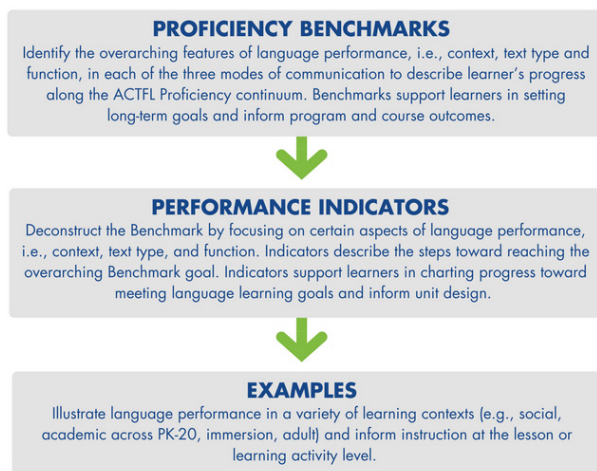 PROFICIENCY BENCHMARKS
Identify the overarching features of language performance, i.e., context, text type and
function, in each of the three modes of communication to describe learner's progress
along the ACTFL Proficiency continuum. Benchmarks support learners in setting
long-term goals and inform program and course outcomes.
PERFORMANCE INDICATORS
Deconstruct the Benchmark by focusing on certain aspects of language performance,
i.e., context, text type, and function. Indicators describe the steps toward reaching the
overarching Benchmark goal. Indicators support learners in charting progress toward
meeting language learning goals and inform unit design.
EXAMPLES
Illustrate language performance in a variety of learning contexts (e.g., social,
academic across PK-20, immersion, adult) and inform instruction at the lesson or
learning activity level.